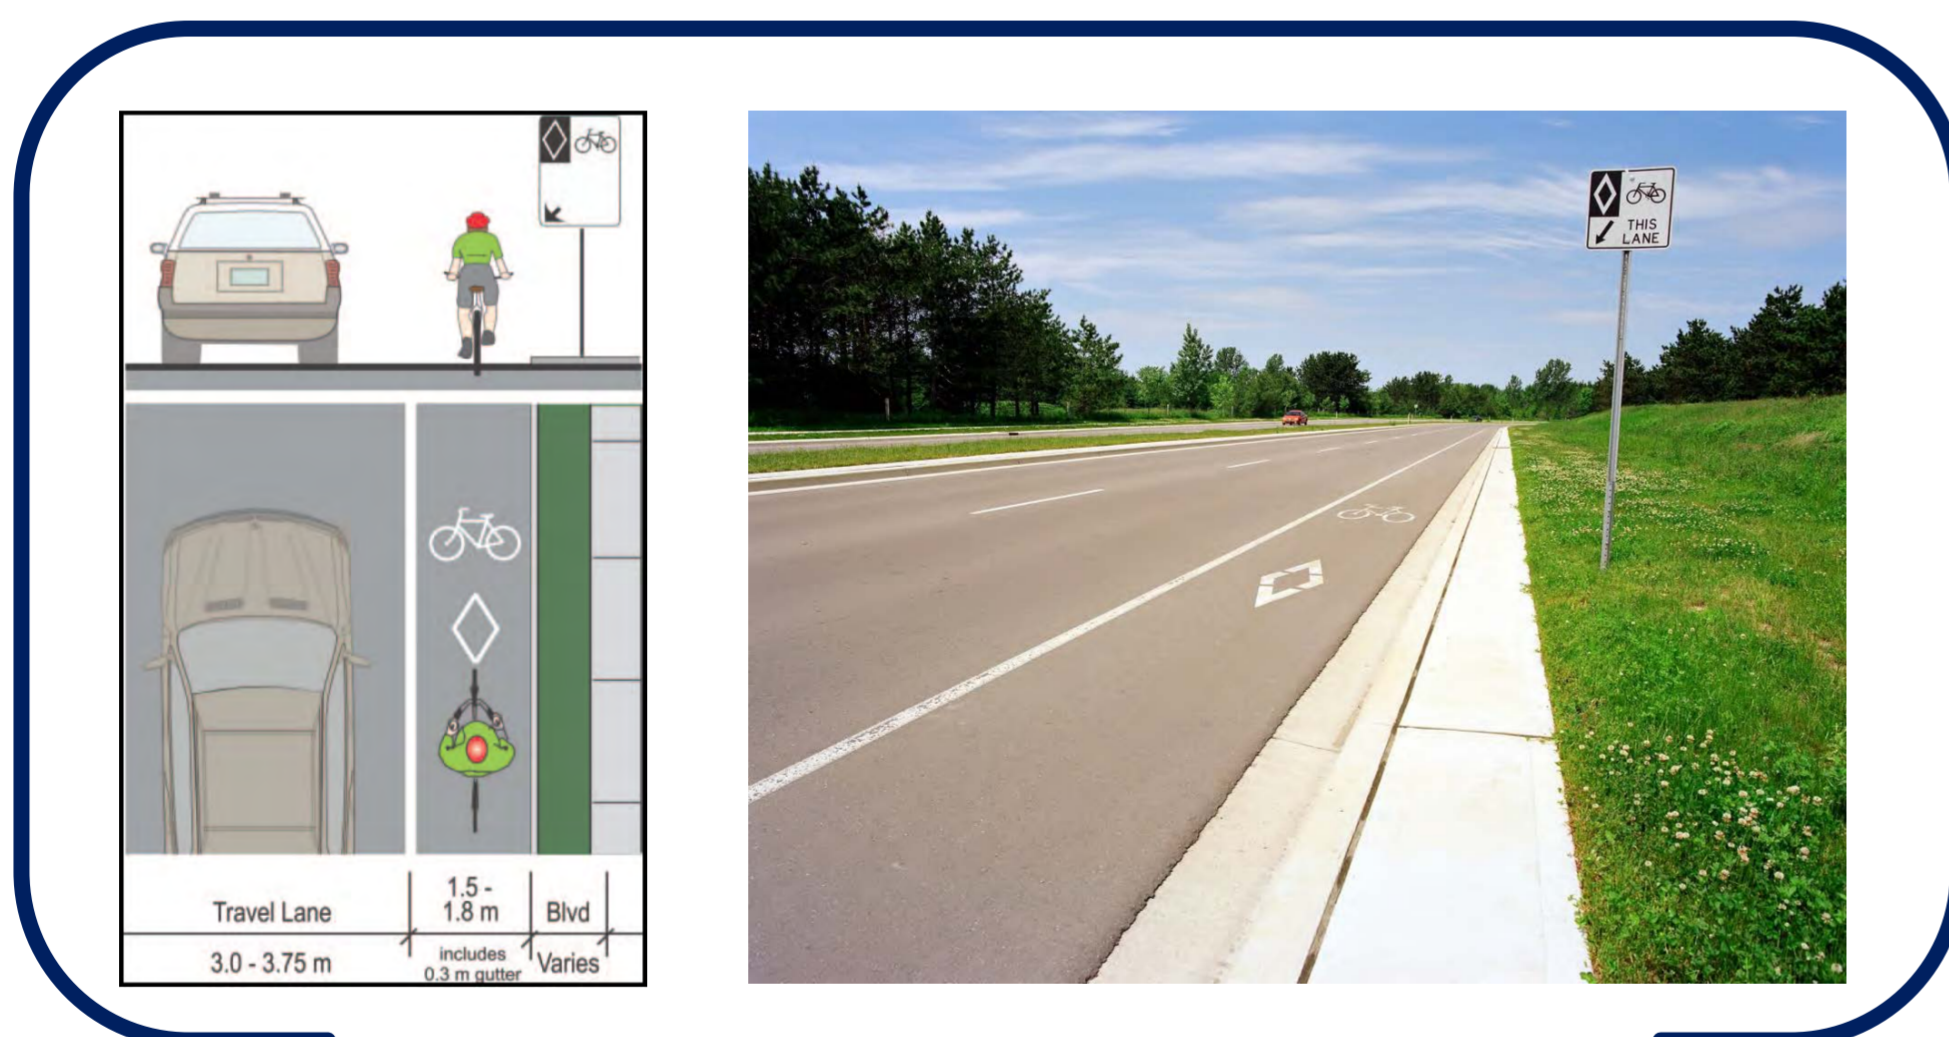 1.5 -
1.8 m
Travel Lane
Blvd
3.0 - 3.75 m
includes
0.3 m gutter
Varies
THIS
LANE